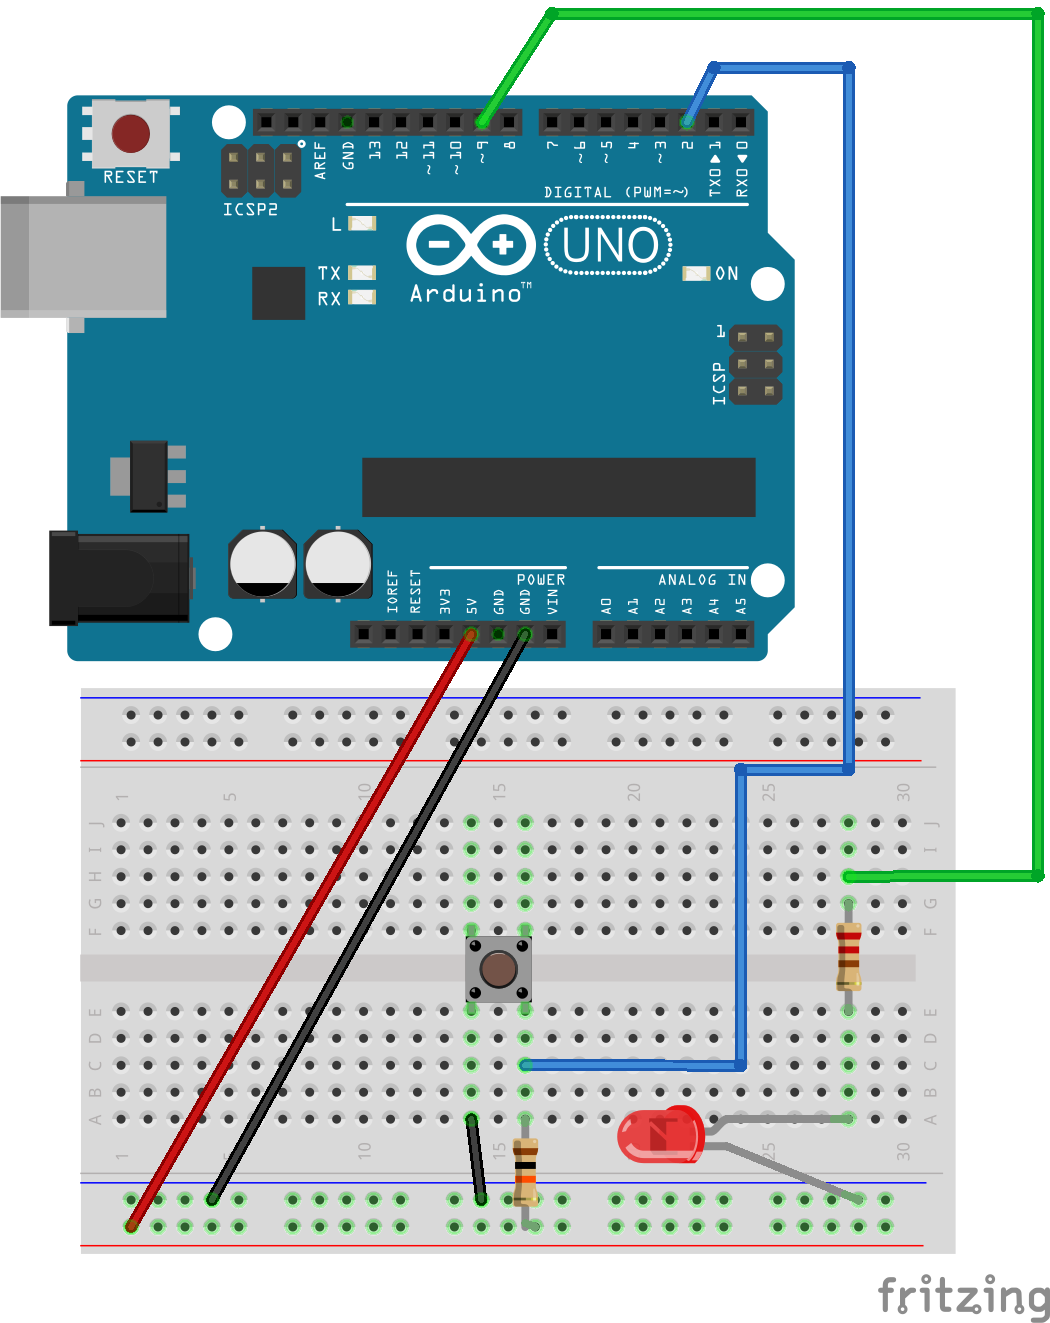 RESET
ICSP2
AREF
GND
13
12
~11
~10
~9
8
7
~6
~5
4
~3
2
TX0▶1
RX0◀0
DIGITAL (PWM=~)
L
TX
RX
UNO
Arduino™
ON
1
ICSP
IOREF
RESET
3V3
5V
GND
GND
VIN
POWER
ANALOG IN
A0
A1
A2
A3
A4
A5
1 5 10 15 20 25 30
J J
I I
H H
G G
F F
E E
D D
C C
B B
A A
1 10 15 25 30
fritzing